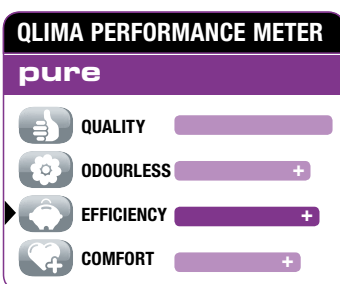 QLIMA PERFORMANCE METER
pure
QUALITY
ODOURLESS +
EFFICIENCY +
COMFORT +